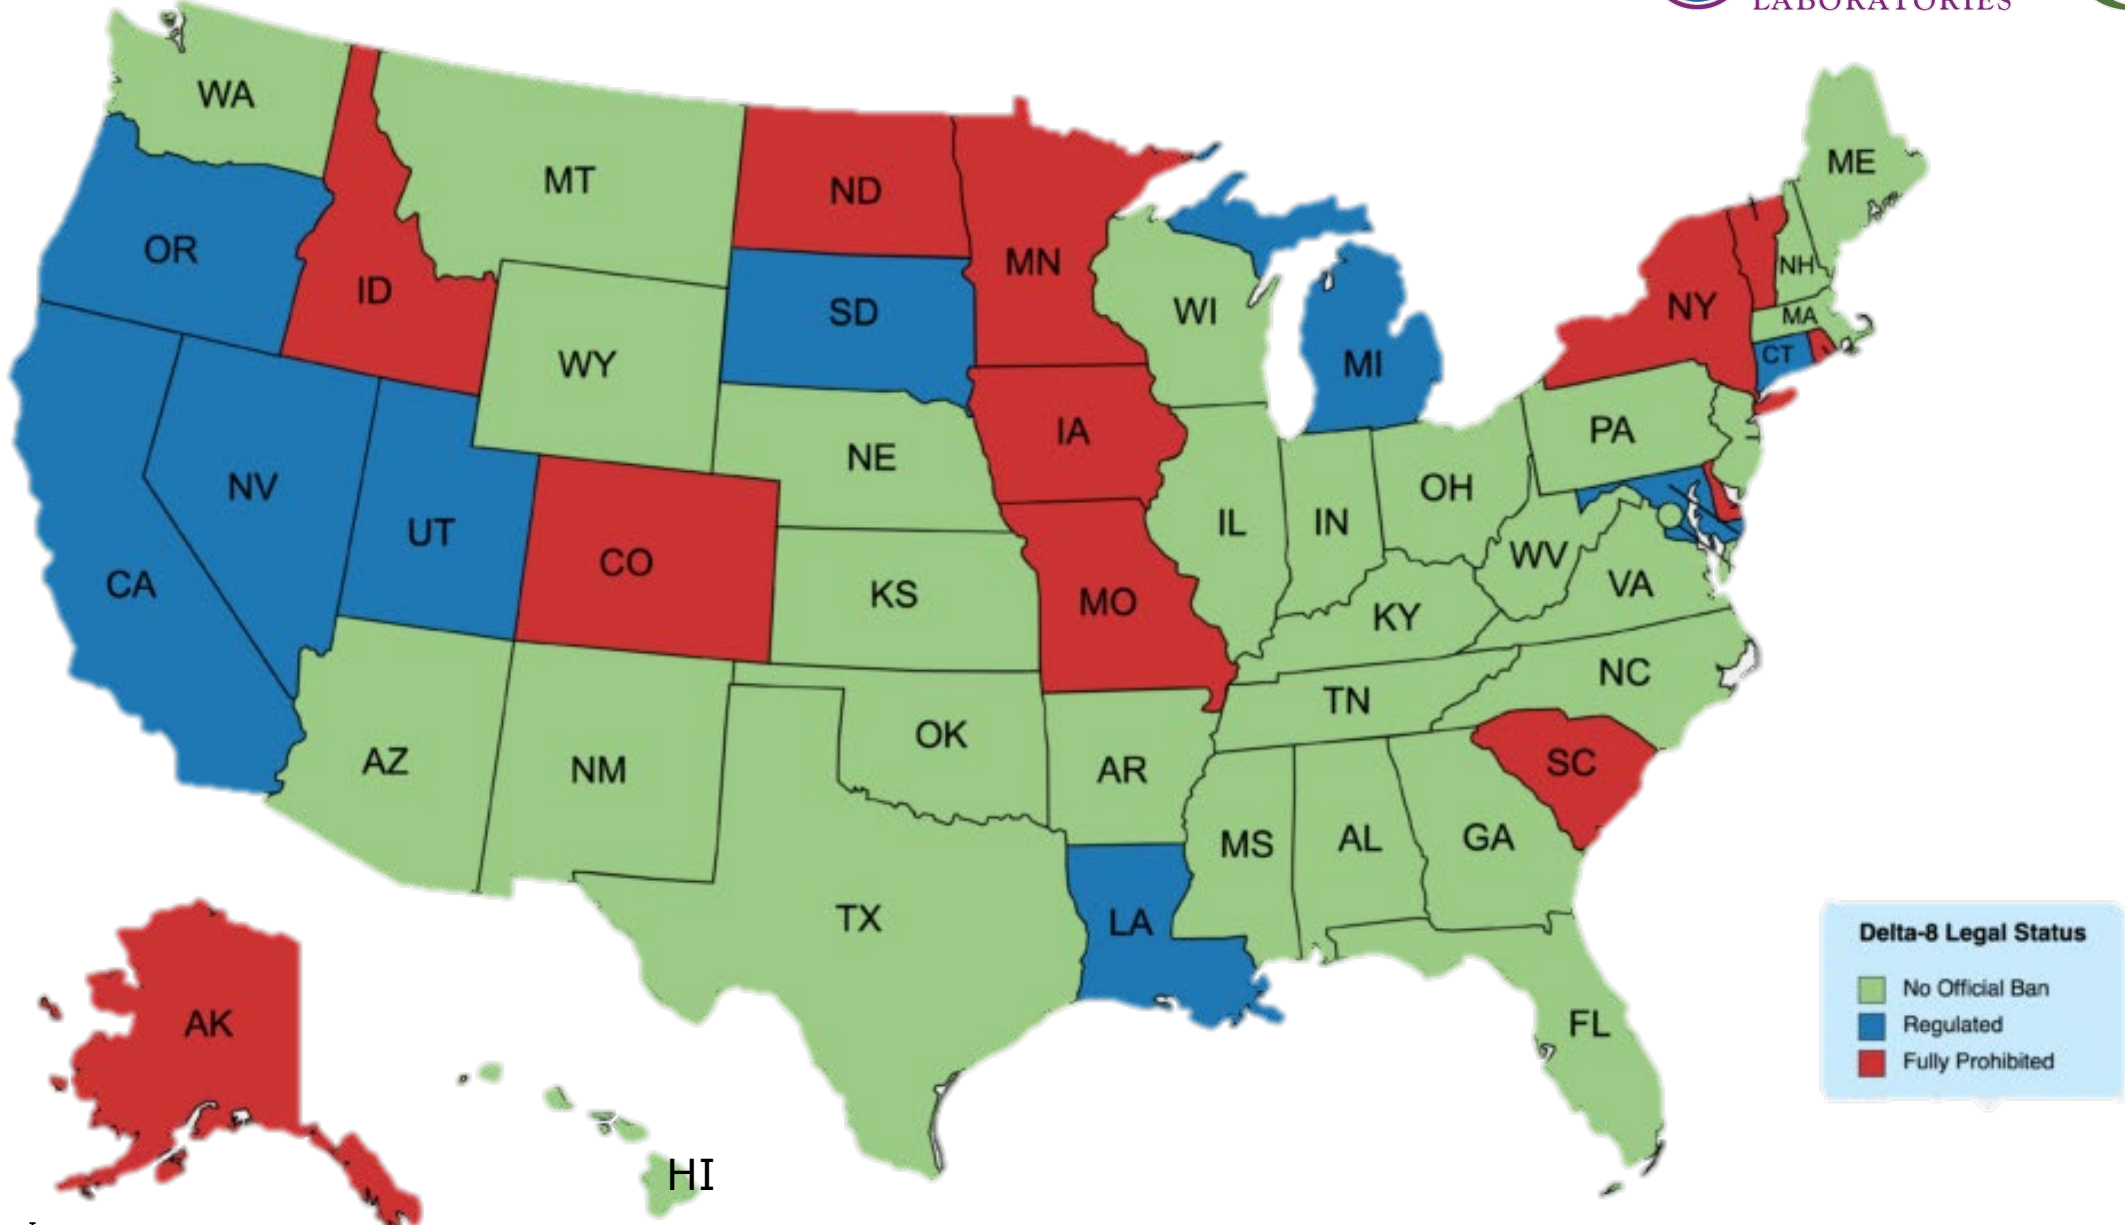 LABORATORIES
WA
MT
ND
MN
ME
OR
ID
SD
WI
MI
NY
NH
MA
CT
WY
NE
IA
PA
NV
UT
CO
KS
MO
IL
IN
OH
WV
VA
CA
KY
NC
TN
AZ
NM
OK
AR
SC
MS
AL
GA
TX
LA
FL
AK
HI
Delta-8 Legal Status
No Official Ban
Regulated
Fully Prohibited